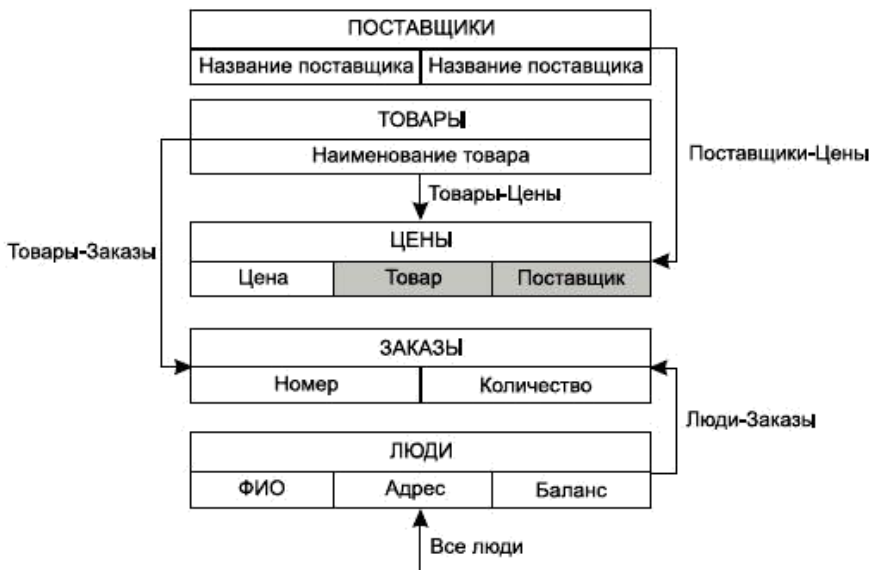 ПОСТАВЩИКИ
Название поставщика Название поставщика
ТОВАРЫ
Наименование товара
Поставщики-Цены
Товары-Цены
ЦЕНЫ
Товары-Заказы
Цена Товар Поставщик
ЗАКАЗЫ
Номер Количество
Люди-Заказы
ЛЮДИ
ФИО Адрес Баланс
Все люди